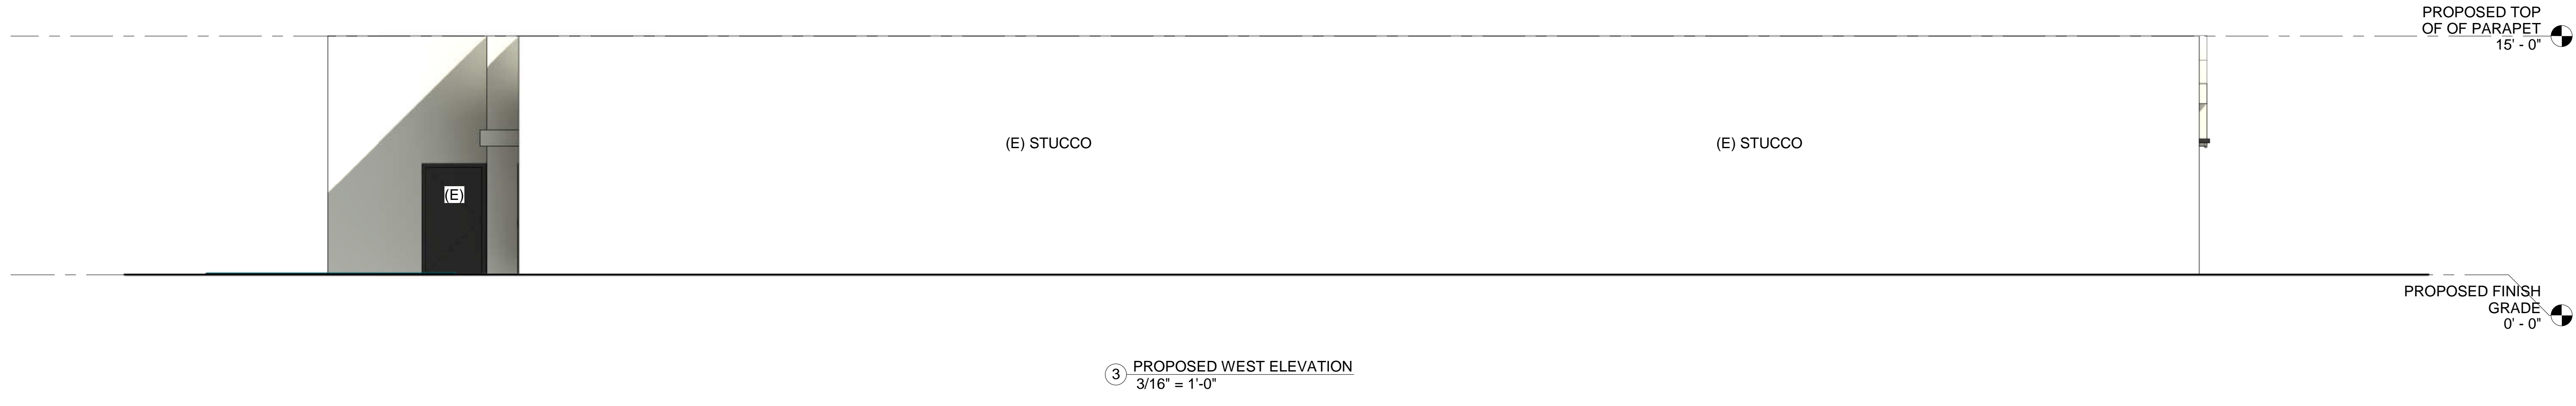 PROPOSED TOP
OF OF PARAPET
15' - 0"
(E) STUCCO
(E) STUCCO
(E)
PROPOSED FINISH
GRADE
0' - 0"
3 PROPOSED WEST ELEVATION
3/16" = 1'-0"